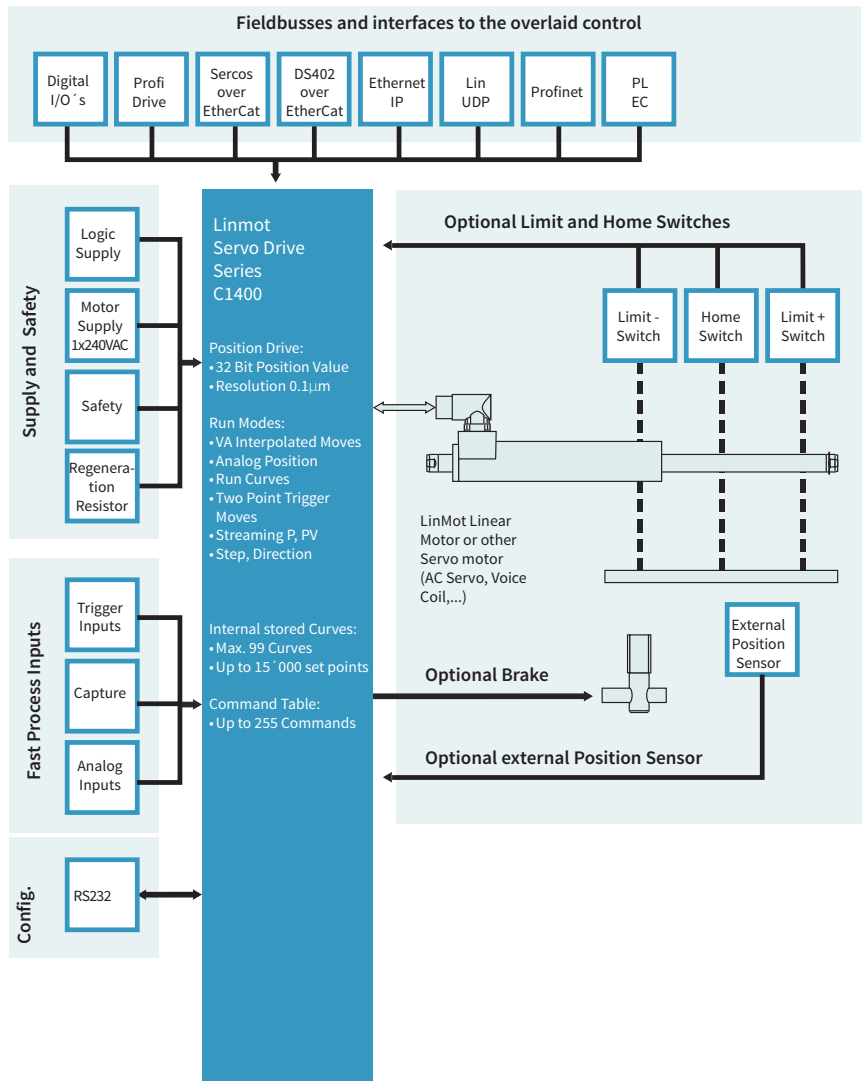 Fieldbusses and interfaces to the overlaid control
Digital
I/O´s
Profi
Drive
Sercos
over
EtherCat
DS402
over
EtherCat
Ethernet
IP
Lin
UDP
Profinet
PL
EC
Supply and Safety
Logic
Supply
Motor
Supply
1x240VAC
Safety
Regenera-
tion
Resistor
Fast Process Inputs
Trigger
Inputs
Capture
Analog
Inputs
Config.
RS232
Linmot
Servo Drive
Series
C1400
Position Drive:
• 32 Bit Position Value
• Resolution 0.1µm
Run Modes:
• VA Interpolated Moves
• Analog Position
• Run Curves
• Two Point Trigger
Moves
• Streaming P, PV
• Step, Direction
Internal stored Curves:
• Max. 99 Curves
• Up to 15´000 set points
Command Table:
• Up to 255 Commands
Optional Limit and Home Switches
Limit -
Switch
Home
Switch
Limit +
Switch
LinMot Linear
Motor or other
Servo motor
(AC Servo, Voice
Coil,...)
External
Position
Sensor
Optional Brake
Optional external Position Sensor